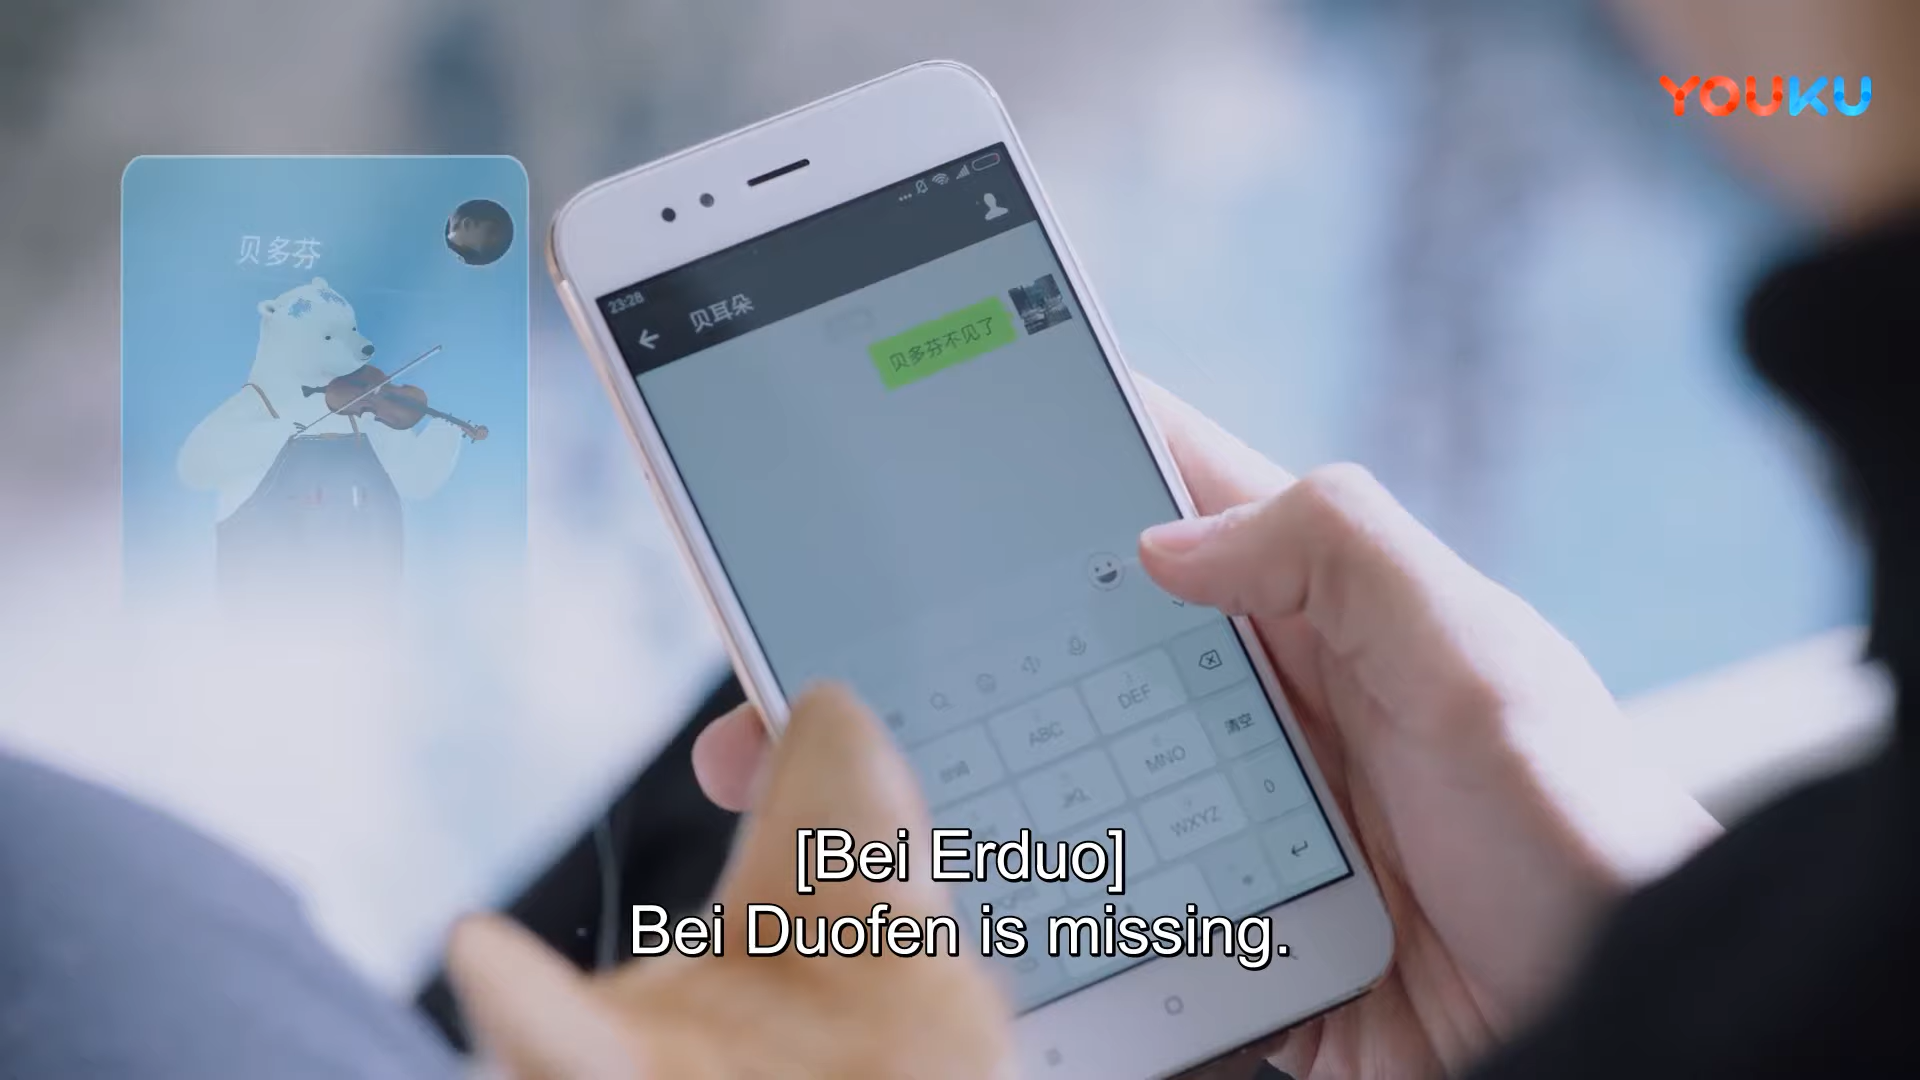 YOUKU
贝多芬
23:28
贝耳朵
贝多芬不见了
ABC
DEF
清空
JKL
MNO
0
WXYZ
[Bei Erduo]
Bei Duofen is missing.